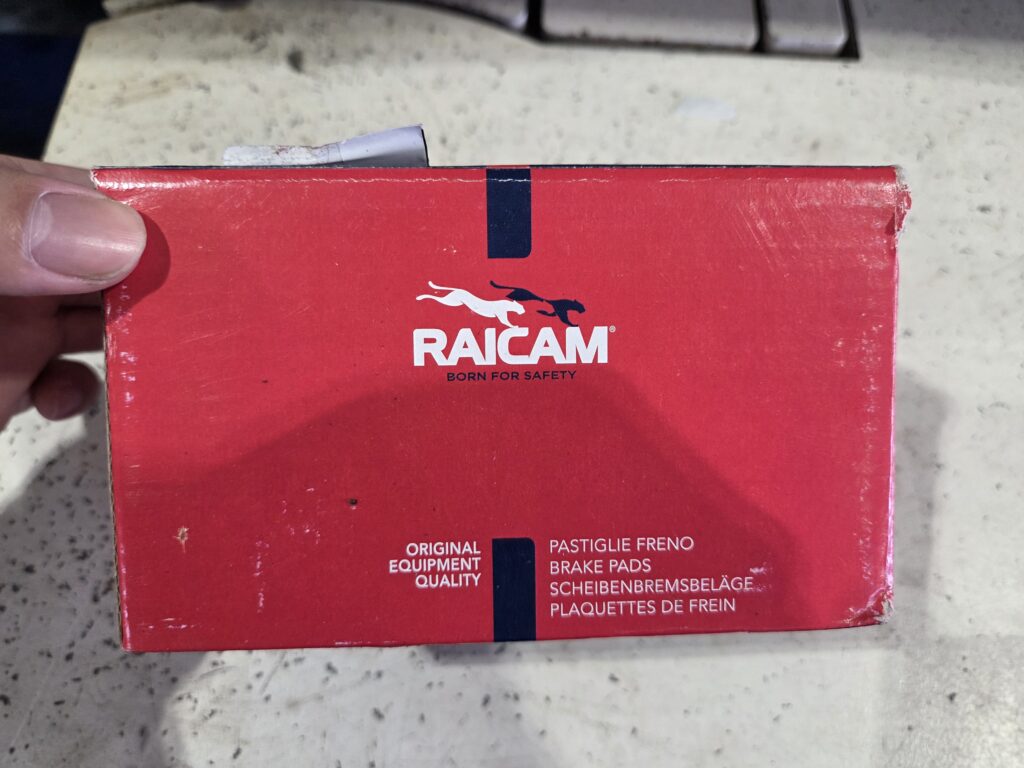 RAICAM®
BORN FOR SAFETY
ORIGINAL
EQUIPMENT
QUALITY
PASTIGLIE FRENO
BRAKE PADS
SCHEIBENBREMSBELÄGE
PLAQUETTES DE FREIN